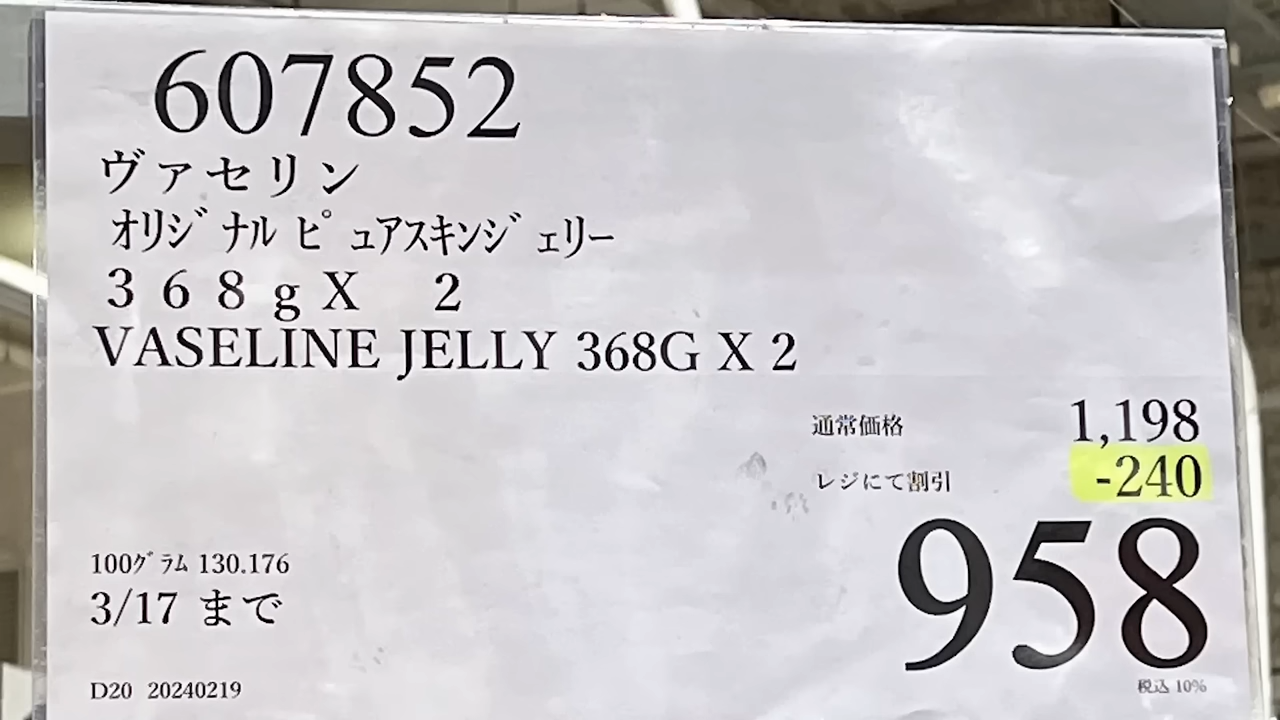 607852
ヴァセリン
ｵﾘｼﾞﾅﾙ ﾋﾟｭｱｽｷﾝｼﾞｪﾘｰ
３６８ｇＸ　２
VASELINE JELLY 368G X 2
通常価格 1,198
レジにて割引 -240
958
100ｸﾞﾗﾑ 130.176
3/17 まで
税込 10%
D20 20240219